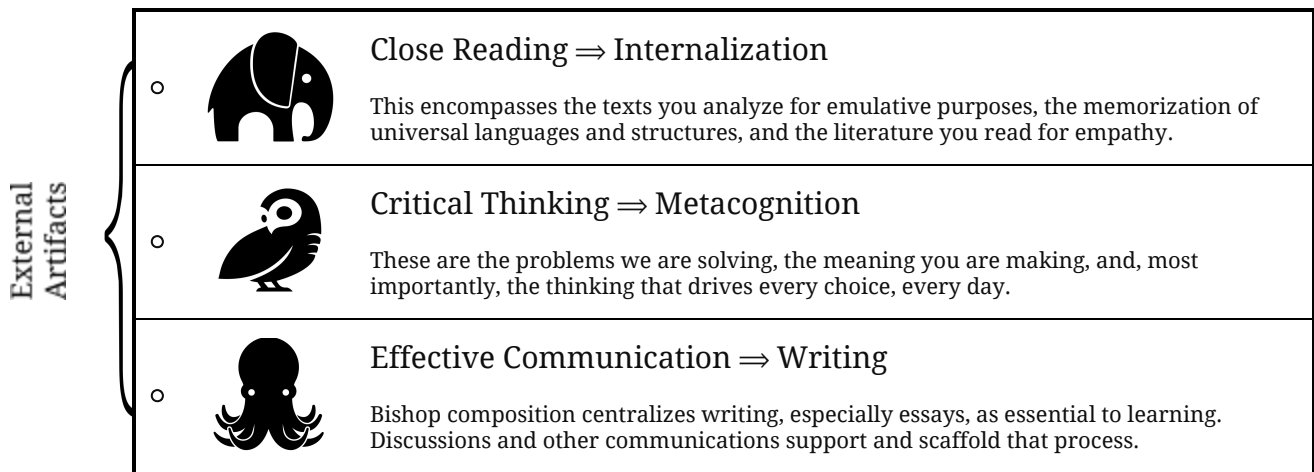 External
Artifacts
Close Reading ⟹ Internalization
This encompasses the texts you analyze for emulative purposes, the memorization of
universal languages and structures, and the literature you read for empathy.
Critical Thinking ⟹ Metacognition
These are the problems we are solving, the meaning you are making, and, most
importantly, the thinking that drives every choice, every day.
Effective Communication ⟹ Writing
Bishop composition centralizes writing, especially essays, as essential to learning.
Discussions and other communications support and scaffold that process.